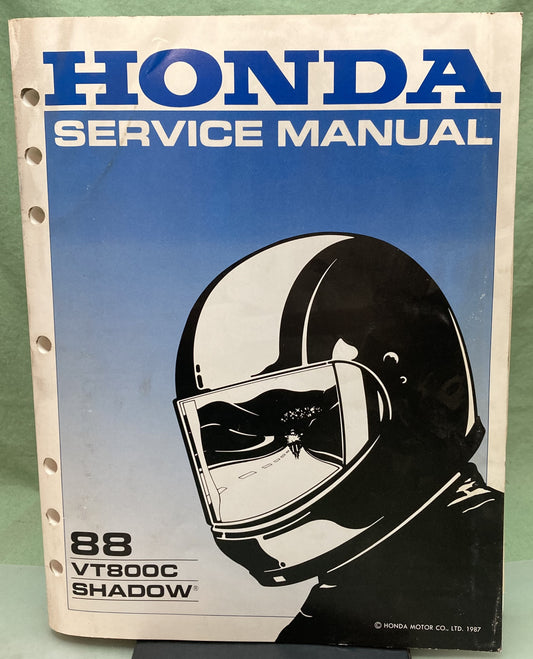 HONDA
SERVICE MANUAL
88
VT800C
SHADOW®
© HONDA MOTOR CO., LTD. 1987